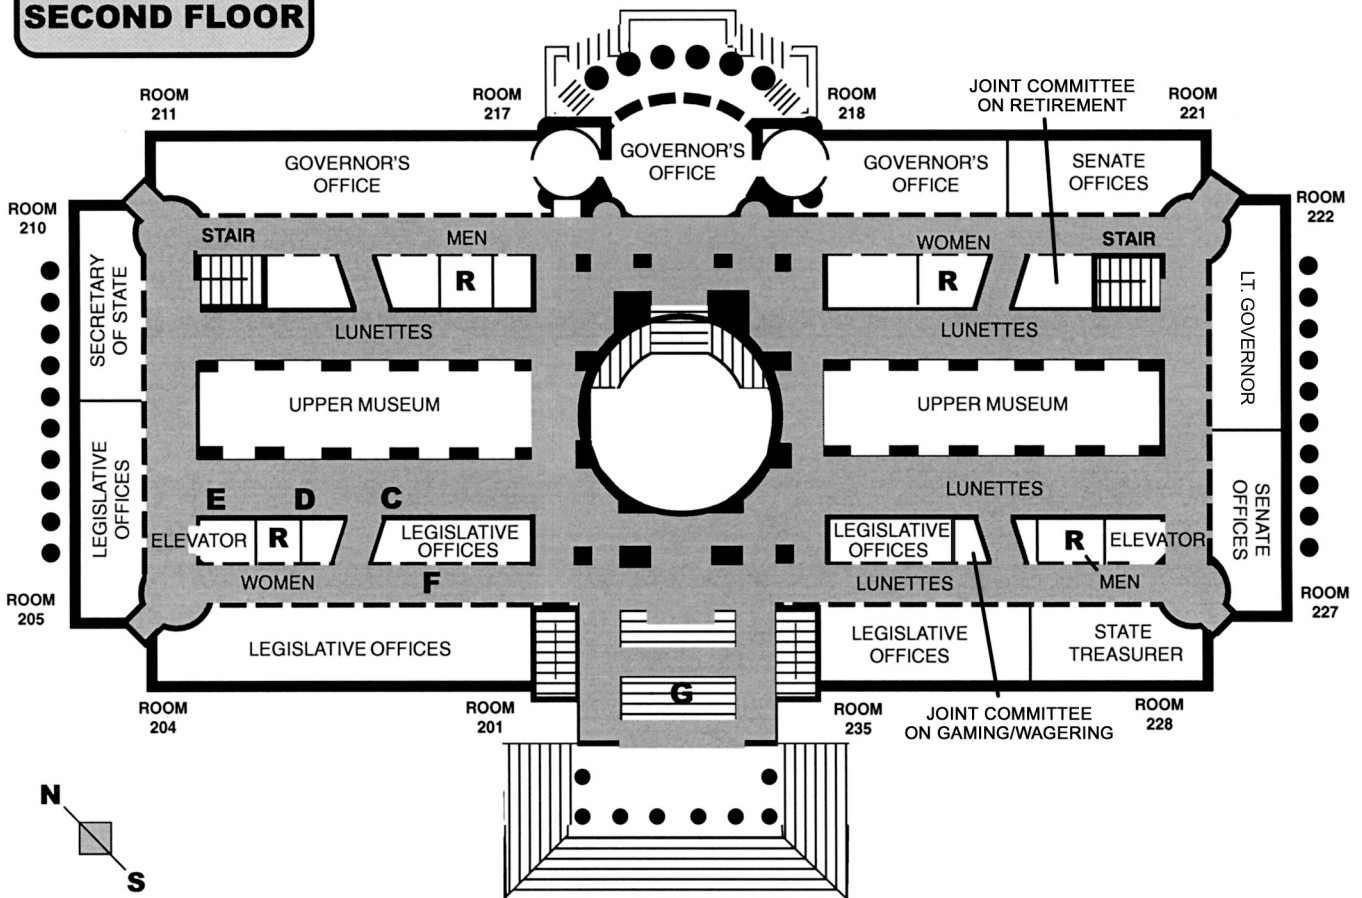 SECOND FLOOR
JOINT COMMITTEE
ON RETIREMENT
ROOM
211
ROOM
217
ROOM
218
ROOM
221
GOVERNOR'S
OFFICE
GOVERNOR'S
OFFICE
GOVERNOR'S
OFFICE
SENATE
OFFICES
ROOM
210
ROOM
222
STAIR
MEN
WOMEN
STAIR
R
R
SECRETARY
OF STATE
LT. GOVERNOR
LUNETTES
LUNETTES
UPPER MUSEUM
UPPER MUSEUM
LEGISLATIVE
OFFICES
SENATE
OFFICES
E
D
C
LUNETTES
ELEVATOR
R
LEGISLATIVE
OFFICES
LEGISLATIVE
OFFICES
R
ELEVATOR
WOMEN
F
LUNETTES
MEN
ROOM
205
ROOM
227
LEGISLATIVE OFFICES
LEGISLATIVE
OFFICES
STATE
TREASURER
G
ROOM
204
ROOM
201
ROOM
235
JOINT COMMITTEE
ON GAMING/WAGERING
ROOM
228
N
S